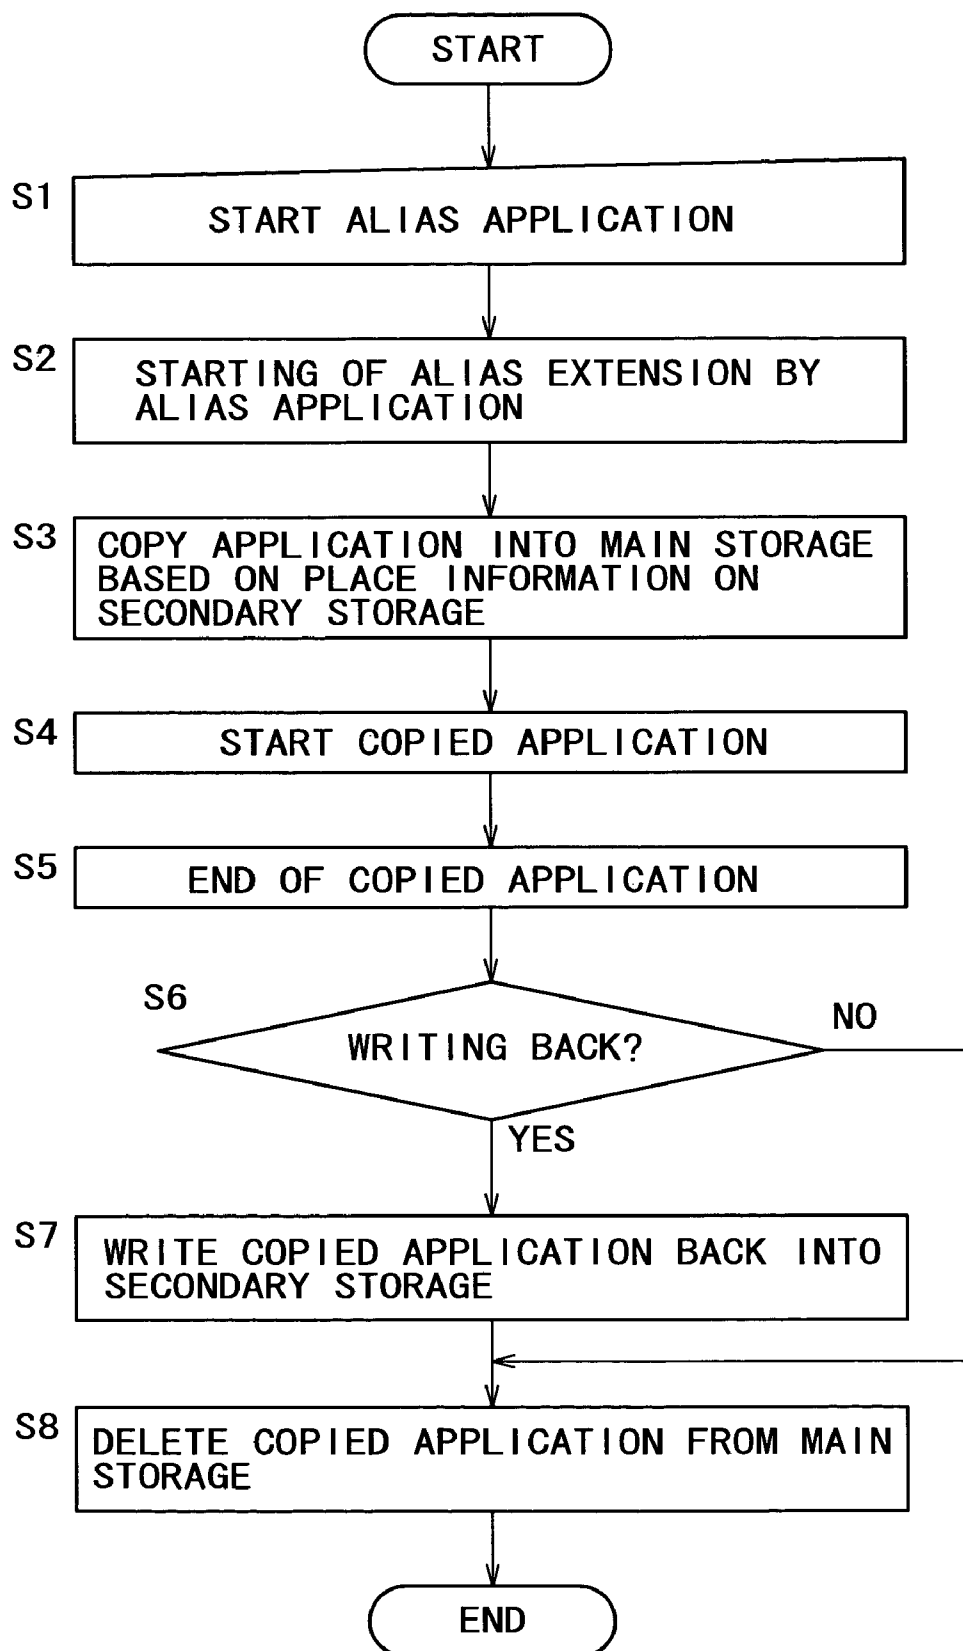 START
S1
START ALIAS APPLICATION
S2
STARTING OF ALIAS EXTENSION BY
ALIAS APPLICATION
S3
COPY APPLICATION INTO MAIN STORAGE
BASED ON PLACE INFORMATION ON
SECONDARY STORAGE
S4
START COPIED APPLICATION
S5
END OF COPIED APPLICATION
S6
WRITING BACK?
NO
YES
S7
WRITE COPIED APPLICATION BACK INTO
SECONDARY STORAGE
S8
DELETE COPIED APPLICATION FROM MAIN
STORAGE
END